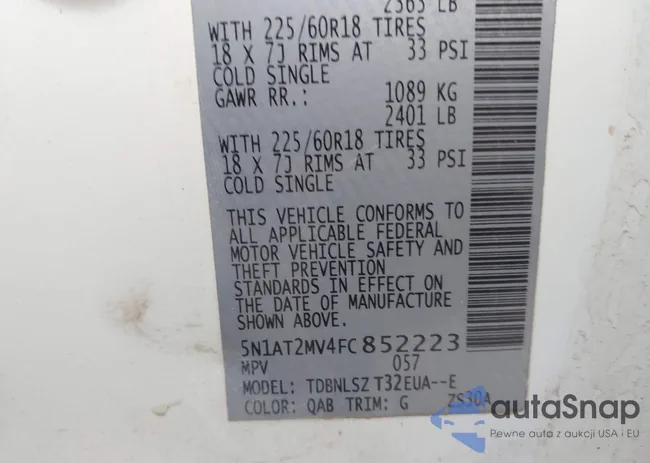 2365 LB
WITH 225/60R18 TIRES
18 X 7J RIMS AT 33 PSI
COLD SINGLE
GAWR RR.: 1089 KG
2401 LB
WITH 225/60R18 TIRES
18 X 7J RIMS AT 33 PSI
COLD SINGLE
THIS VEHICLE CONFORMS TO
ALL APPLICABLE FEDERAL
MOTOR VEHICLE SAFETY AND
THEFT PREVENTION
STANDARDS IN EFFECT ON
THE DATE OF MANUFACTURE
SHOWN ABOVE.
5N1AT2MV4FC852223
MPV 057
MODEL: TDBNLSZ T32EUA--E
COLOR: QAB TRIM: G ZS30A
autoSnap
Pewne auta z aukcji USA i EU